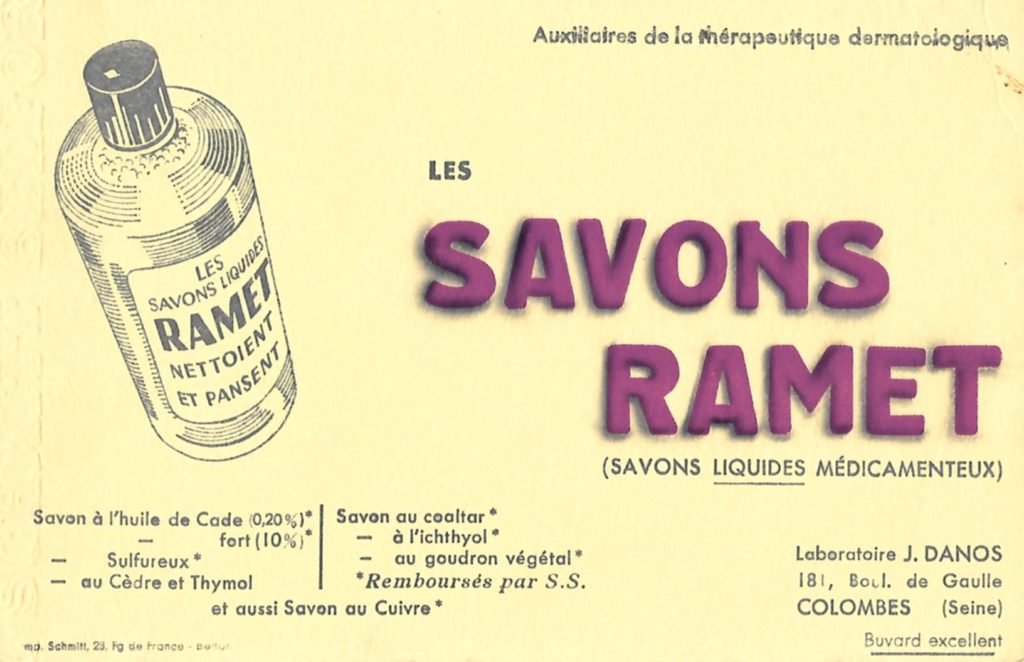 Auxiliaires de la thérapeutique dermatologique
LES
SAVONS
RAMET
(SAVONS LIQUIDES MÉDICAMENTEUX)
LES
SAVONS LIQUIDES
RAMET
NETTOIENT
ET PANSENT
Savon à l'huile de Cade (0,20%)*
— fort (10%)*
— Sulfureux*
— au Cèdre et Thymol
Savon au coaltar*
— à l'ichthyol*
— au goudron végétal*
*Remboursés par S.S.
et aussi Savon au Cuivre*
Laboratoire J. DANOS
181, Boul. de Gaulle
COLOMBES (Seine)
Buvard excellent
Schmitt, 23, Fg de France -